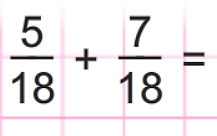 5/18 + 7/18 =